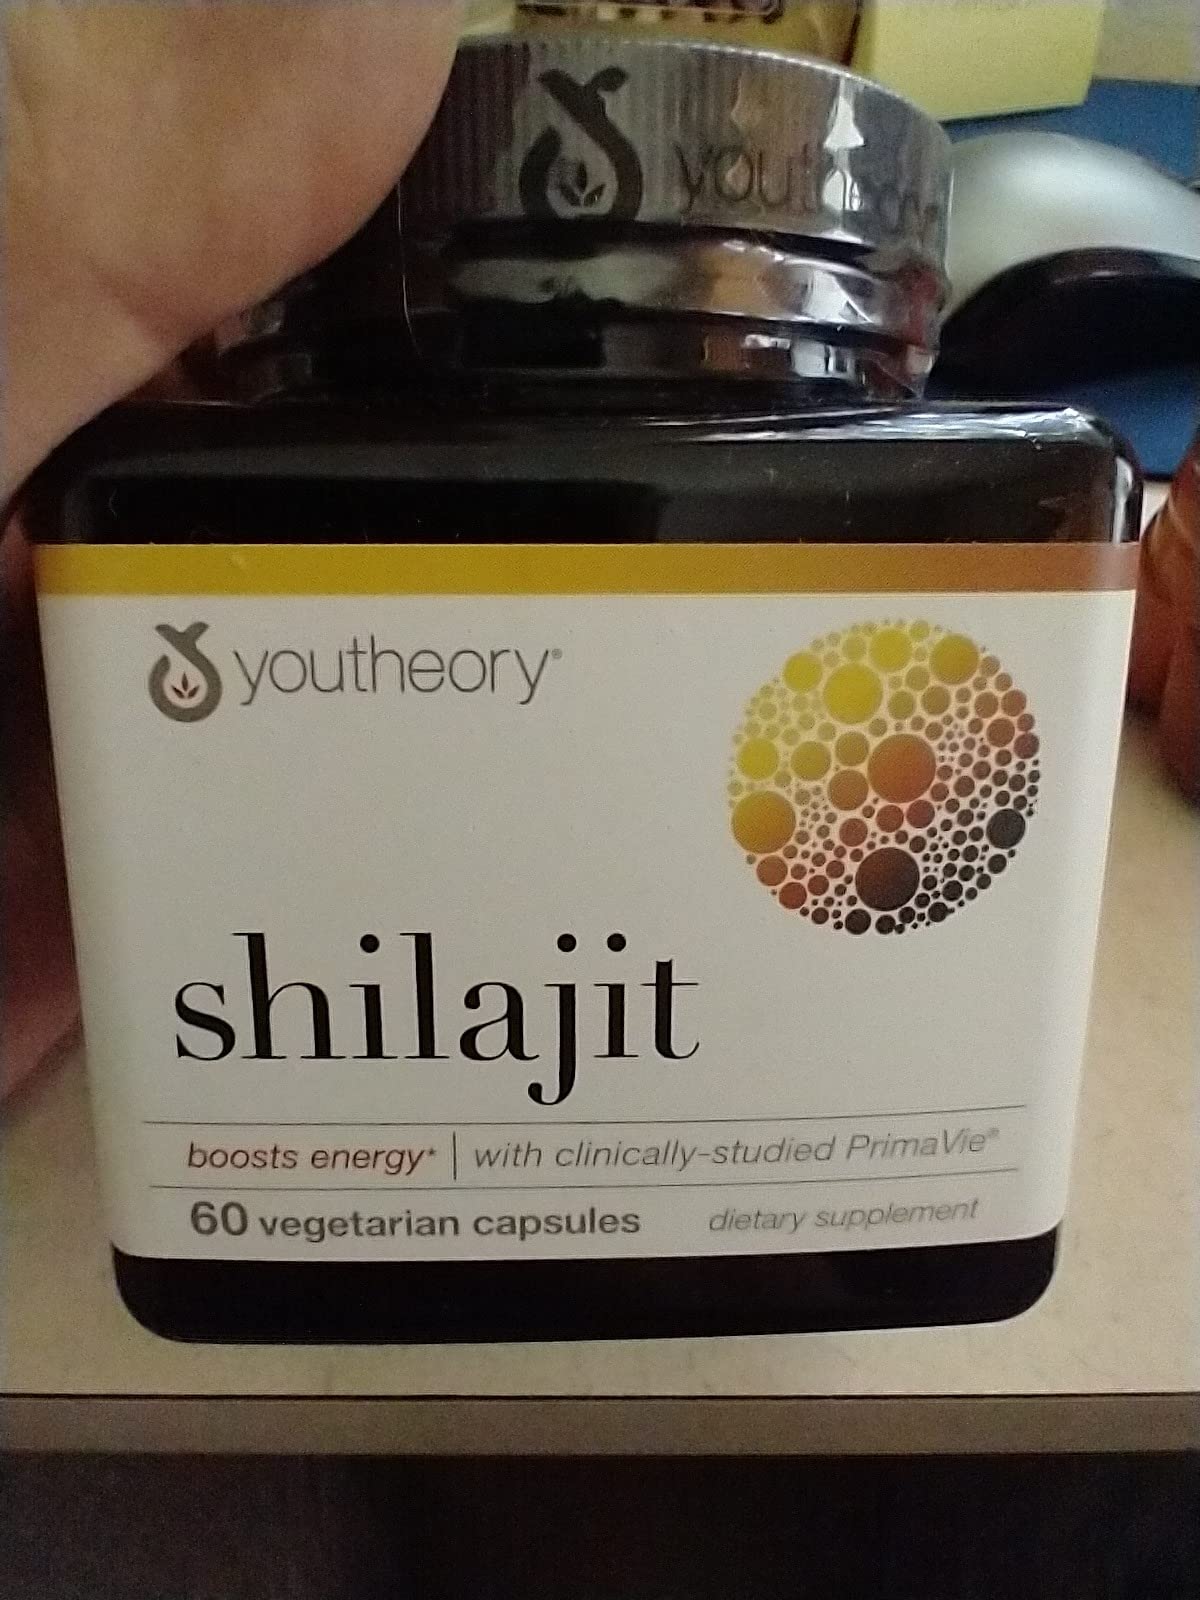 youtheory
youtheory®
shilajit
boosts energy* | with clinically-studied PrimaVie®
60 vegetarian capsules dietary supplement